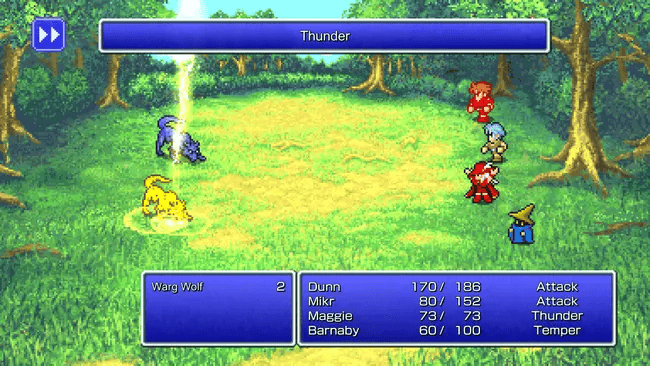 Thunder
Warg Wolf 2
Dunn 170/ 186 Attack
Mikr 80/ 152 Attack
Maggie 73/ 73 Thunder
Barnaby 60/ 100 Temper